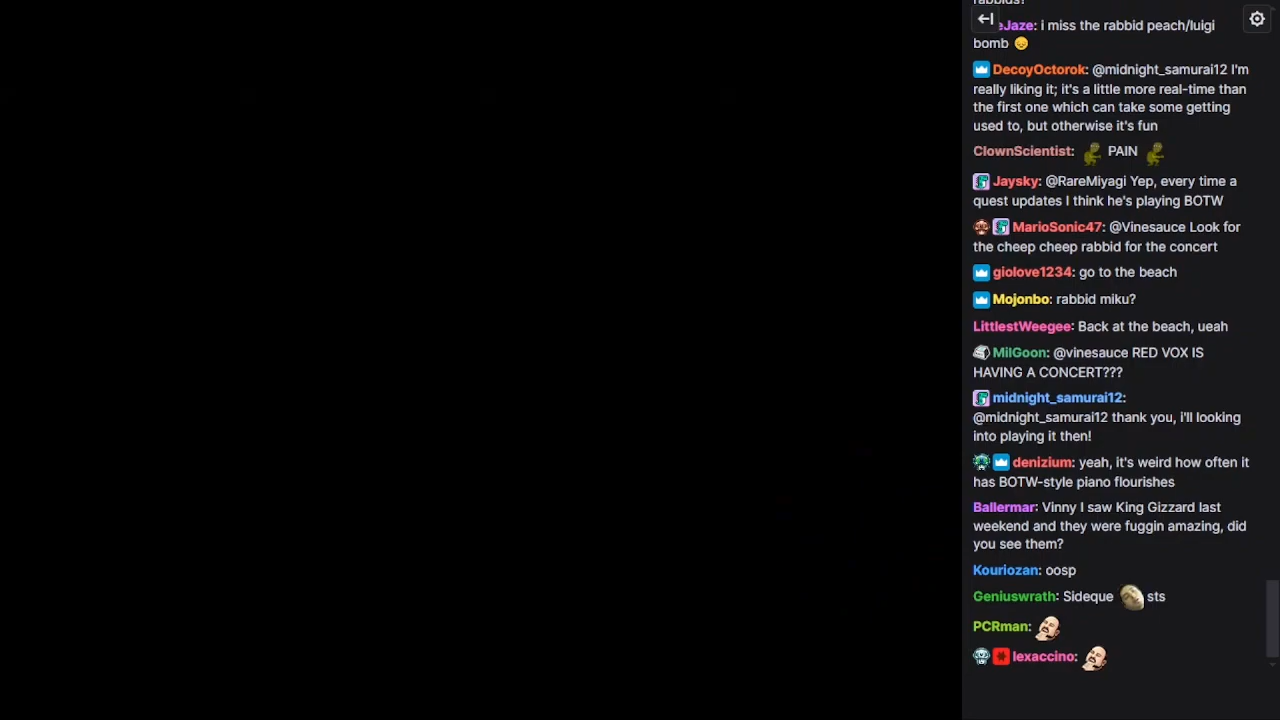 rabbids?
eJaze: i miss the rabbid peach/luigi
bomb
DecoyOctorok: @midnight_samurai12 I'm
really liking it; it's a little more real-time than
the first one which can take some getting
used to, but otherwise it's fun
ClownScientist: PAIN
Jaysky: @RareMiyagi Yep, every time a
quest updates I think he's playing BOTW
MarioSonic47: @Vinesauce Look for
the cheep cheep rabbid for the concert
giolove1234: go to the beach
Mojonbo: rabbid miku?
LittlestWeegee: Back at the beach, ueah
MilGoon: @vinesauce RED VOX IS
HAVING A CONCERT???
midnight_samurai12:
@midnight_samurai12 thank you, i'll looking
into playing it then!
denizium: yeah, it's weird how often it
has BOTW-style piano flourishes
Ballermar: Vinny I saw King Gizzard last
weekend and they were fuggin amazing, did
you see them?
Kouriozan: oosp
Geniuswrath: Sideque sts
PCRman:
lexaccino: